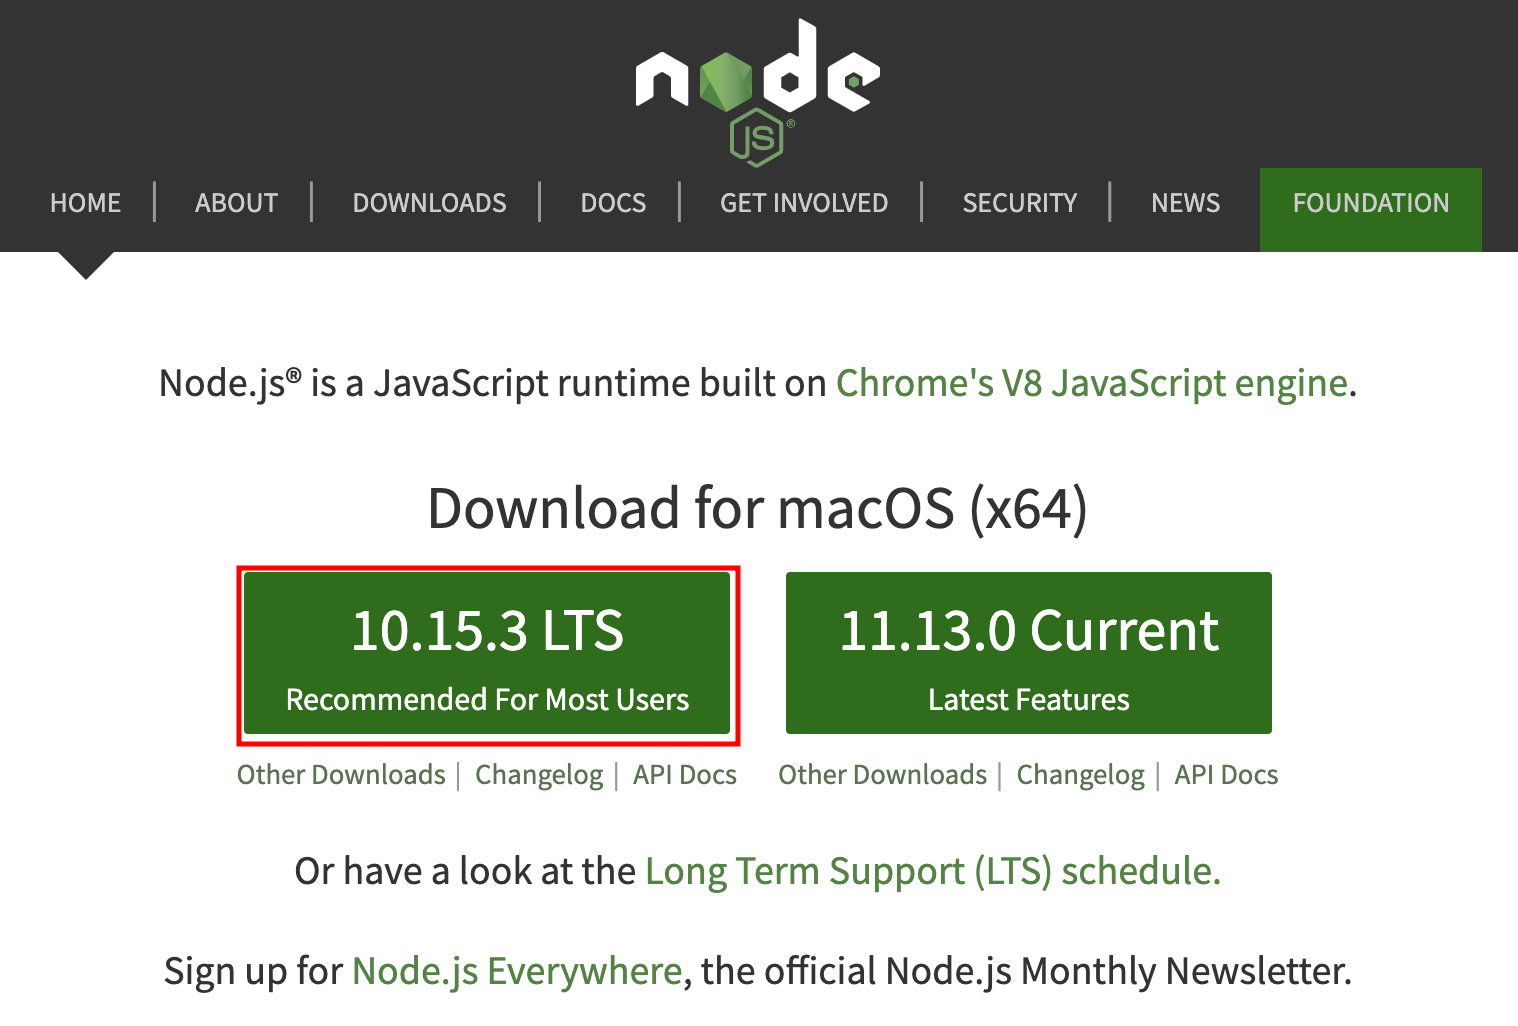 node
JS®
HOME | ABOUT | DOWNLOADS | DOCS | GET INVOLVED | SECURITY | NEWS FOUNDATION
Node.js® is a JavaScript runtime built on Chrome's V8 JavaScript engine.
Download for macOS (x64)
10.15.3 LTS
Recommended For Most Users
11.13.0 Current
Latest Features
Other Downloads | Changelog | API Docs
Other Downloads | Changelog | API Docs
Or have a look at the Long Term Support (LTS) schedule.
Sign up for Node.js Everywhere, the official Node.js Monthly Newsletter.